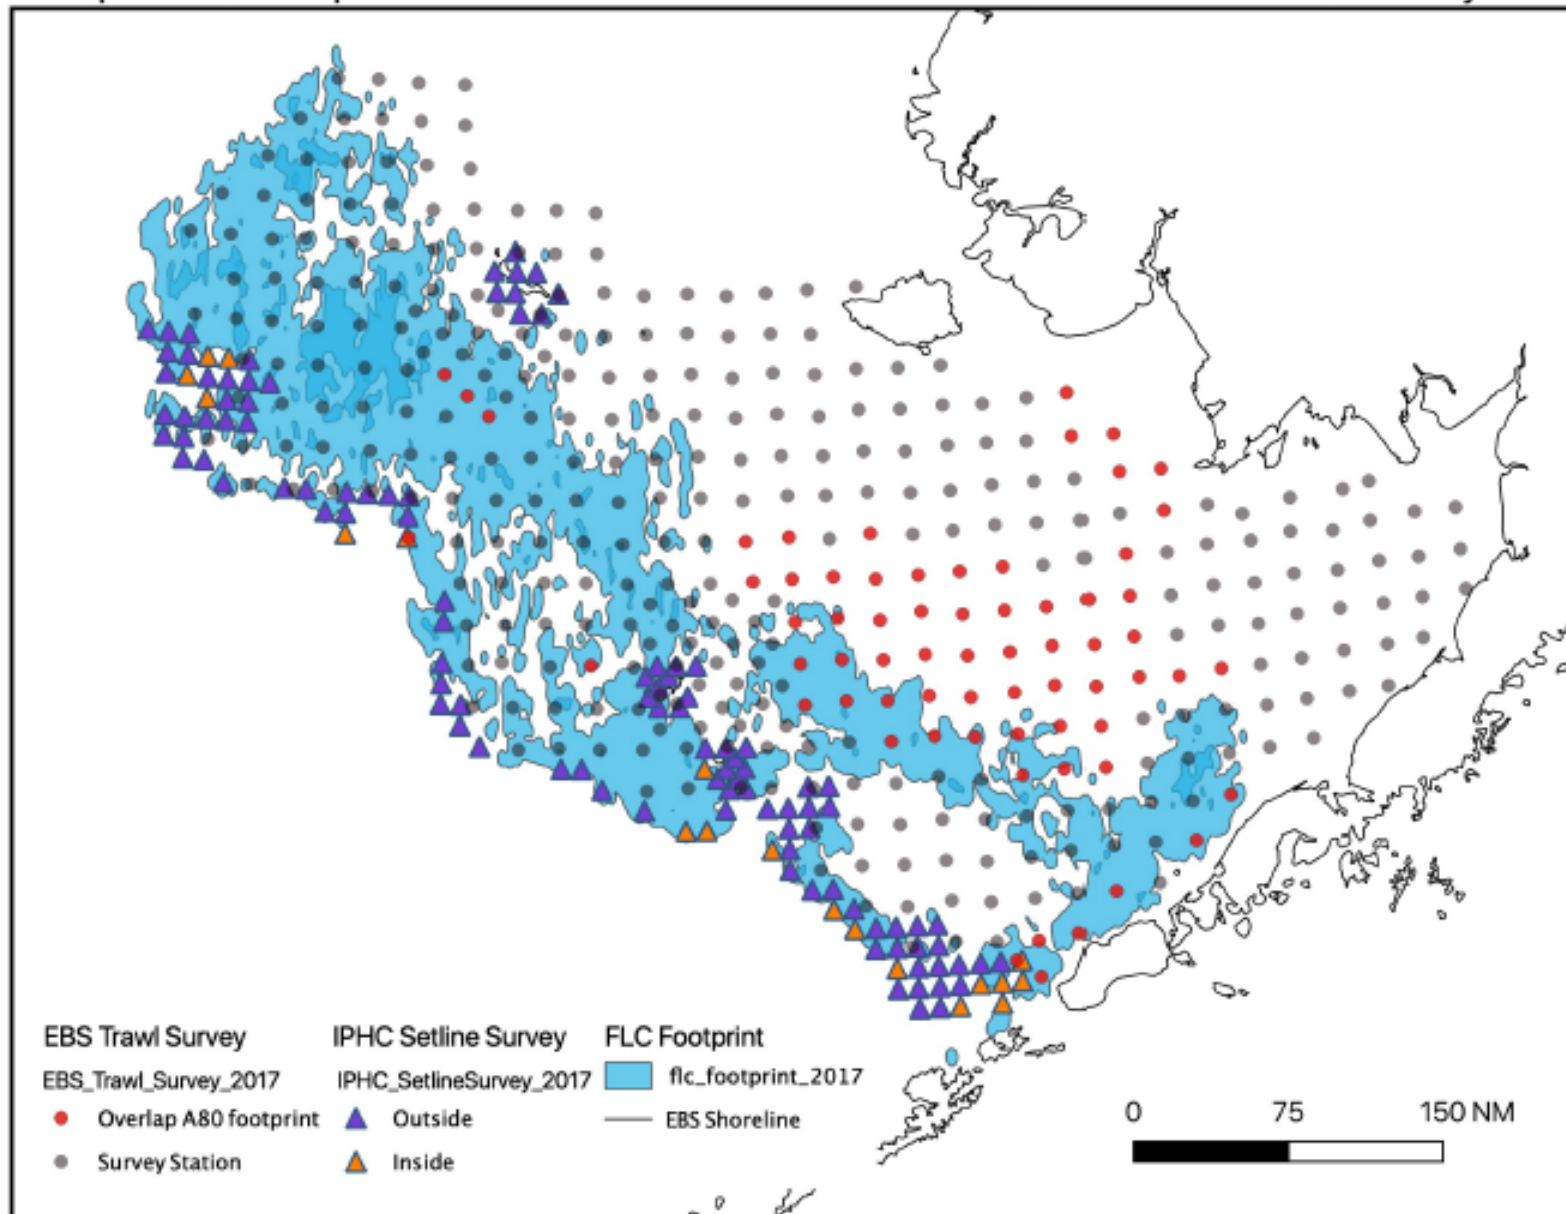 EBS Trawl Survey
EBS_Trawl_Survey_2017
Overlap A80 footprint
Survey Station
IPHC Setline Survey
IPHC_SetlineSurvey_2017
Outside
Inside
FLC Footprint
flc_footprint_2017
EBS Shoreline
0 75 150 NM